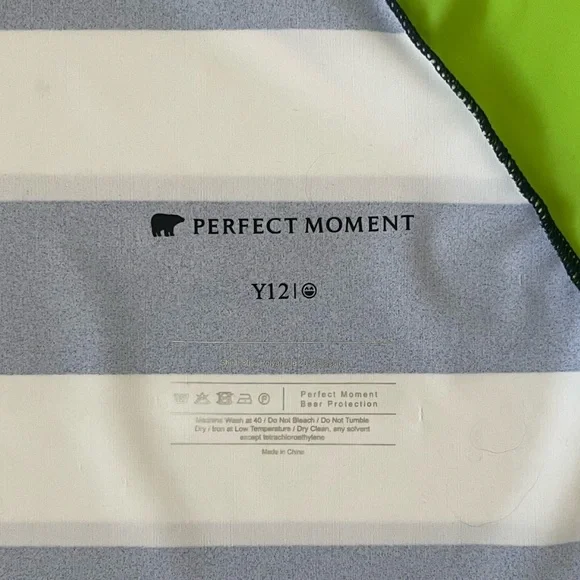 PERFECT MOMENT
Y12|
Perfect Moment
Bear Protection
Machine Wash at 40 / Do Not Bleach / Do Not Tumble
Dry / Iron at Low Temperature / Dry Clean, any solvent
except tetrachloroethylene
Made in China